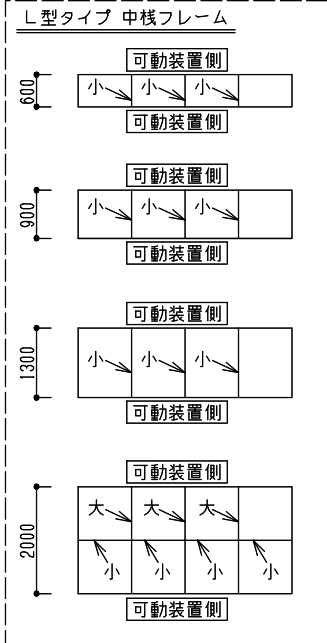 L型タイプ 中桟フレーム
可動装置側
600
小 小 小
可動装置側
可動装置側
900
小 小 小
可動装置側
可動装置側
1300
小 小 小
可動装置側
可動装置側
2000
大 大 大
小 小 小 小
可動装置側